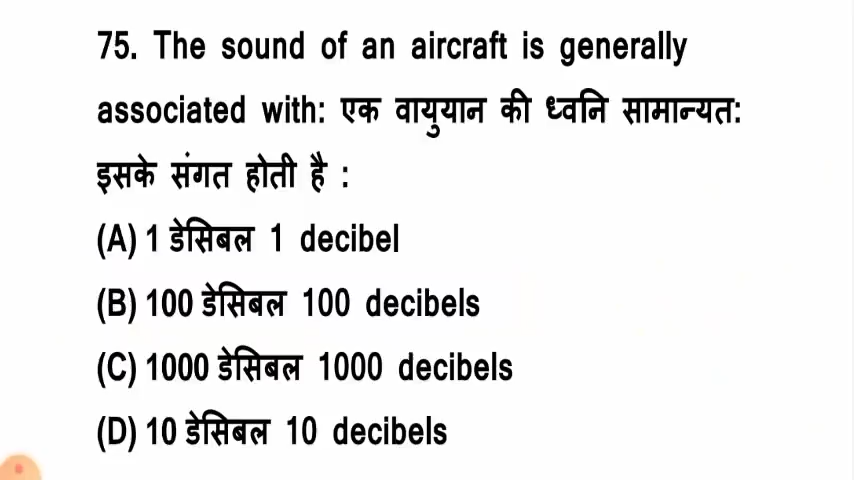 75. The sound of an aircraft is generally
associated with: एक वायुयान की ध्वनि सामान्यत:
इसके संगत होती है :
(A) 1 डेसिबल 1 decibel
(B) 100 डेसिबल 100 decibels
(C) 1000 डेसिबल 1000 decibels
(D) 10 डेसिबल 10 decibels